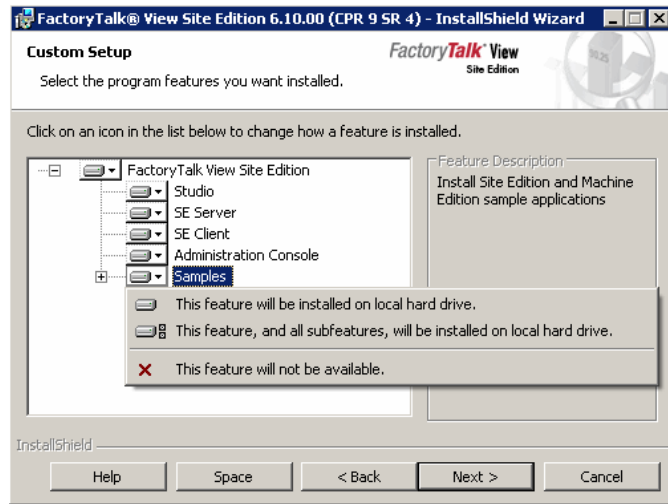 FactoryTalk® View Site Edition 6.10.00 (CPR 9 SR 4) - InstallShield Wizard
Custom Setup
Select the program features you want installed.
FactoryTalk® View
Site Edition
50.25
Click on an icon in the list below to change how a feature is installed.
FactoryTalk View Site Edition
Studio
SE Server
SE Client
Administration Console
Samples
Feature Description
Install Site Edition and Machine
Edition sample applications
This feature will be installed on local hard drive.
This feature, and all subfeatures, will be installed on local hard drive.
This feature will not be available.
InstallShield
Help
Space
< Back
Next >
Cancel